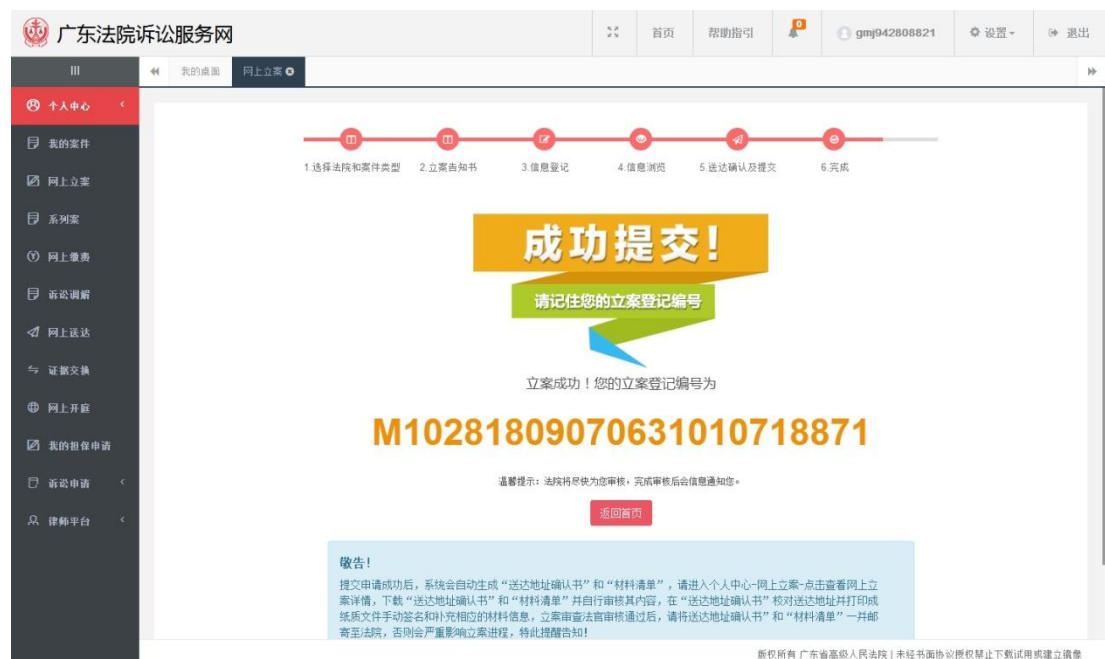 广东法院诉讼服务网
首页
帮助指引
0
gmj942808821
设置
退出
我的桌面
网上立案
个人中心
我的案件
网上立案
系列案
网上缴费
诉讼调解
网上送达
证据交换
网上开庭
我的担保申请
诉讼申请
律师平台
1.选择法院和案件类型
2.立案告知书
3.信息登记
4.信息浏览
5.送达确认及提交
6.完成
成功提交!
请记住您的立案登记编号
立案成功！您的立案登记编号为
M10281809070631010718871
温馨提示：法院将尽快为您审核，完成审核后会信息通知您。
返回首页
敬告!
提交申请成功后，系统会自动生成“送达地址确认书”和“材料清单”，请进入个人中心-网上立案-点击查看网上立
案详情，下载“送达地址确认书”和“材料清单”并自行审核其内容，在“送达地址确认书”校对送达地址并打印成
纸质文件手动签名和补充相应的材料信息，立案审查法官审核通过后，请将送达地址确认书”和“材料清单”一并邮
寄至法院，否则会严重影响立案进程，特此提醒告知!
版权所有 广东省高级人民法院 | 未经书面协议授权禁止下载试用或建立镜像